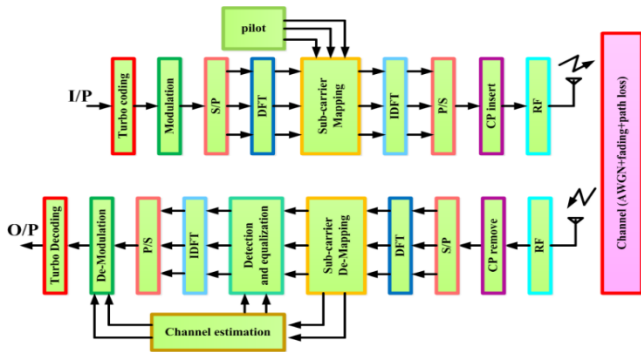 pilot
I/P
Turbo coding
Modulation
S/P
DFT
Sub-carrier
Mapping
IDFT
P/S
CP insert
RF
Channel (AWGN+fading+path loss)
O/P
Turbo Decoding
De-Modulation
P/S
IDFT
Detection
and equalization
Sub-carrier
De-Mapping
DFT
S/P
CP remove
RF
Channel estimation